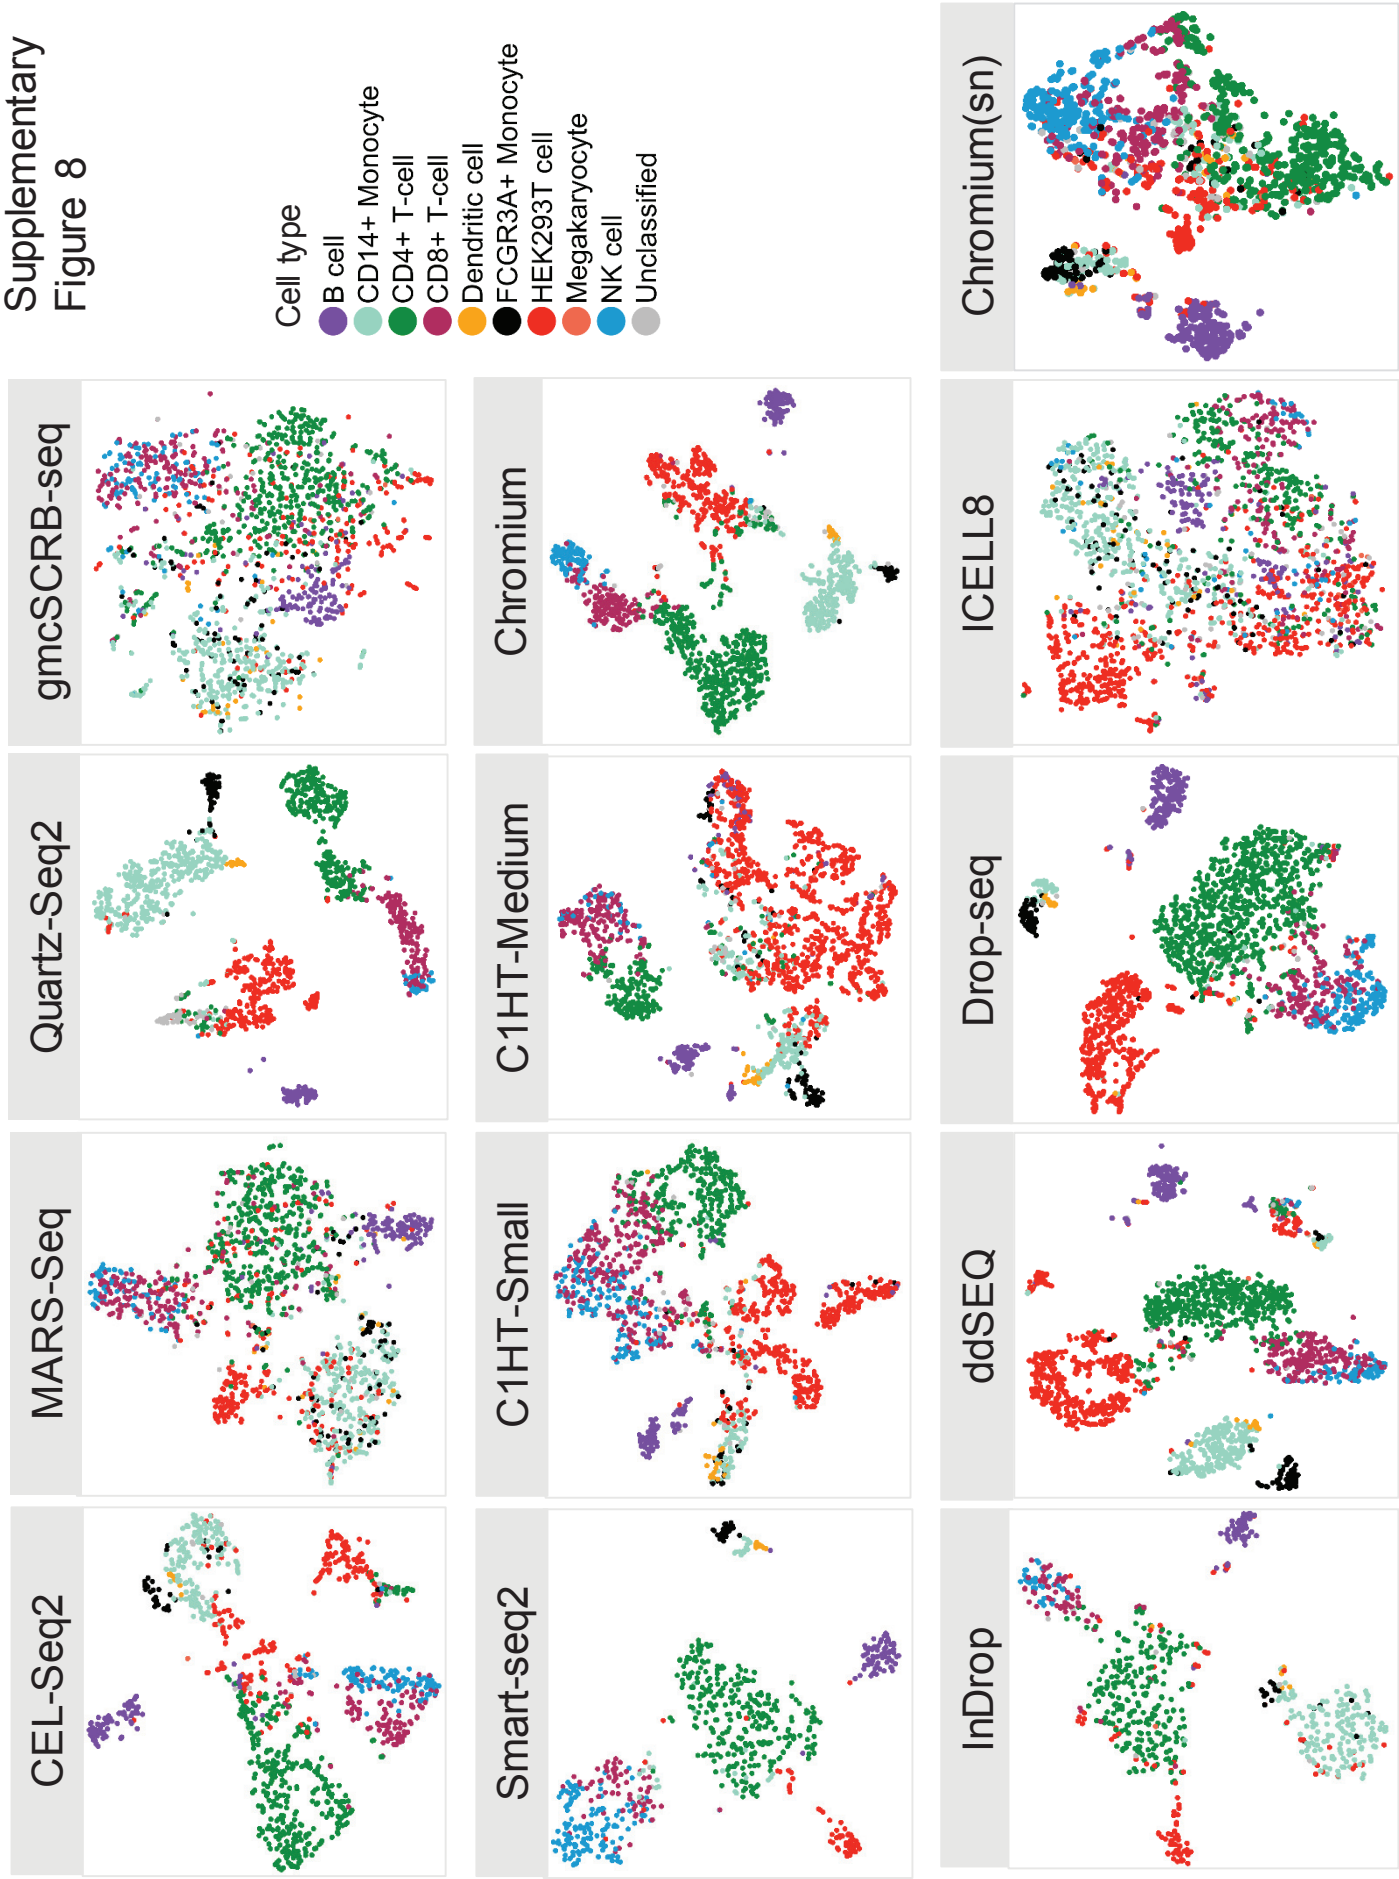 Supplementary
Figure 8
CEL-Seq2
MARS-Seq
Quartz-Seq2
gmcSCRB-seq
Cell type
B cell
CD14+ Monocyte
CD4+ T-cell
CD8+ T-cell
Dendritic cell
FCGR3A+ Monocyte
HEK293T cell
Megakaryocyte
NK cell
Unclassified
Smart-seq2
C1HT-Small
C1HT-Medium
Chromium
InDrop
ddSEQ
Drop-seq
ICELL8
Chromium(sn)